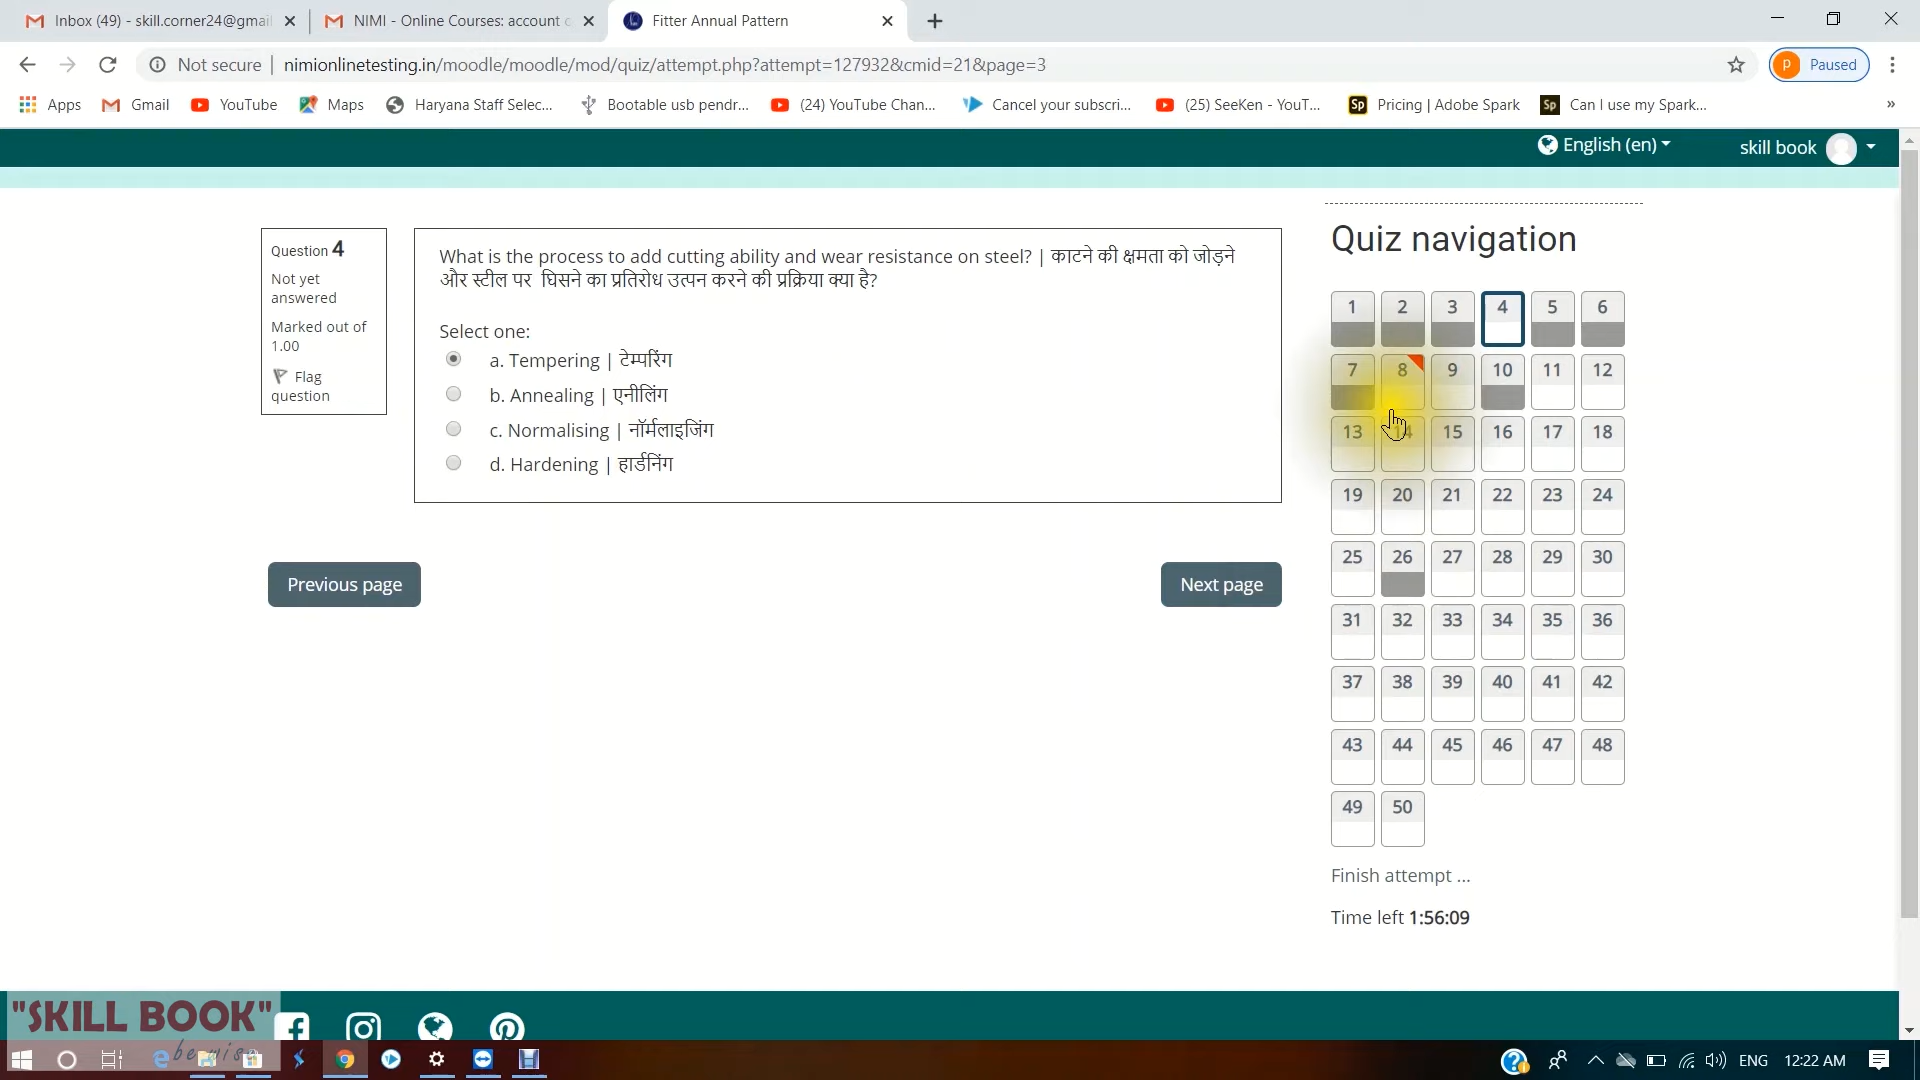 Inbox (49) - skill.corner24@gmai
NIMI - Online Courses: account c
Fitter Annual Pattern
Not secure
nimionlinetesting.in/moodle/moodle/mod/quiz/attempt.php?attempt=127932&cmid=21&page=3
P Paused
Apps
Gmail
YouTube
Maps
Haryana Staff Selec...
Bootable usb pendr...
(24) YouTube Chan...
Cancel your subscri...
(25) SeeKen - YouT...
Sp Pricing | Adobe Spark
Sp Can I use my Spark...
»
English (en)
skill book
Question 4
Not yet
answered
Marked out of
1.00
Flag
question
What is the process to add cutting ability and wear resistance on steel? | काटने की क्षमता को जोड़ने
और स्टील पर घिसने का प्रतिरोध उत्पन करने की प्रक्रिया क्या है?
Select one:
a. Tempering | टेम्परिंग
b. Annealing | एनीलिंग
c. Normalising | नॉर्मलाइजिंग
d. Hardening | हार्डनिंग
Previous page
Next page
Quiz navigation
1 2 3 4 5 6
7 8 9 10 11 12
13 14 15 16 17 18
19 20 21 22 23 24
25 26 27 28 29 30
31 32 33 34 35 36
37 38 39 40 41 42
43 44 45 46 47 48
49 50
Finish attempt ...
Time left 1:56:09
"SKILL BOOK"
be wise
ENG
12:22 AM